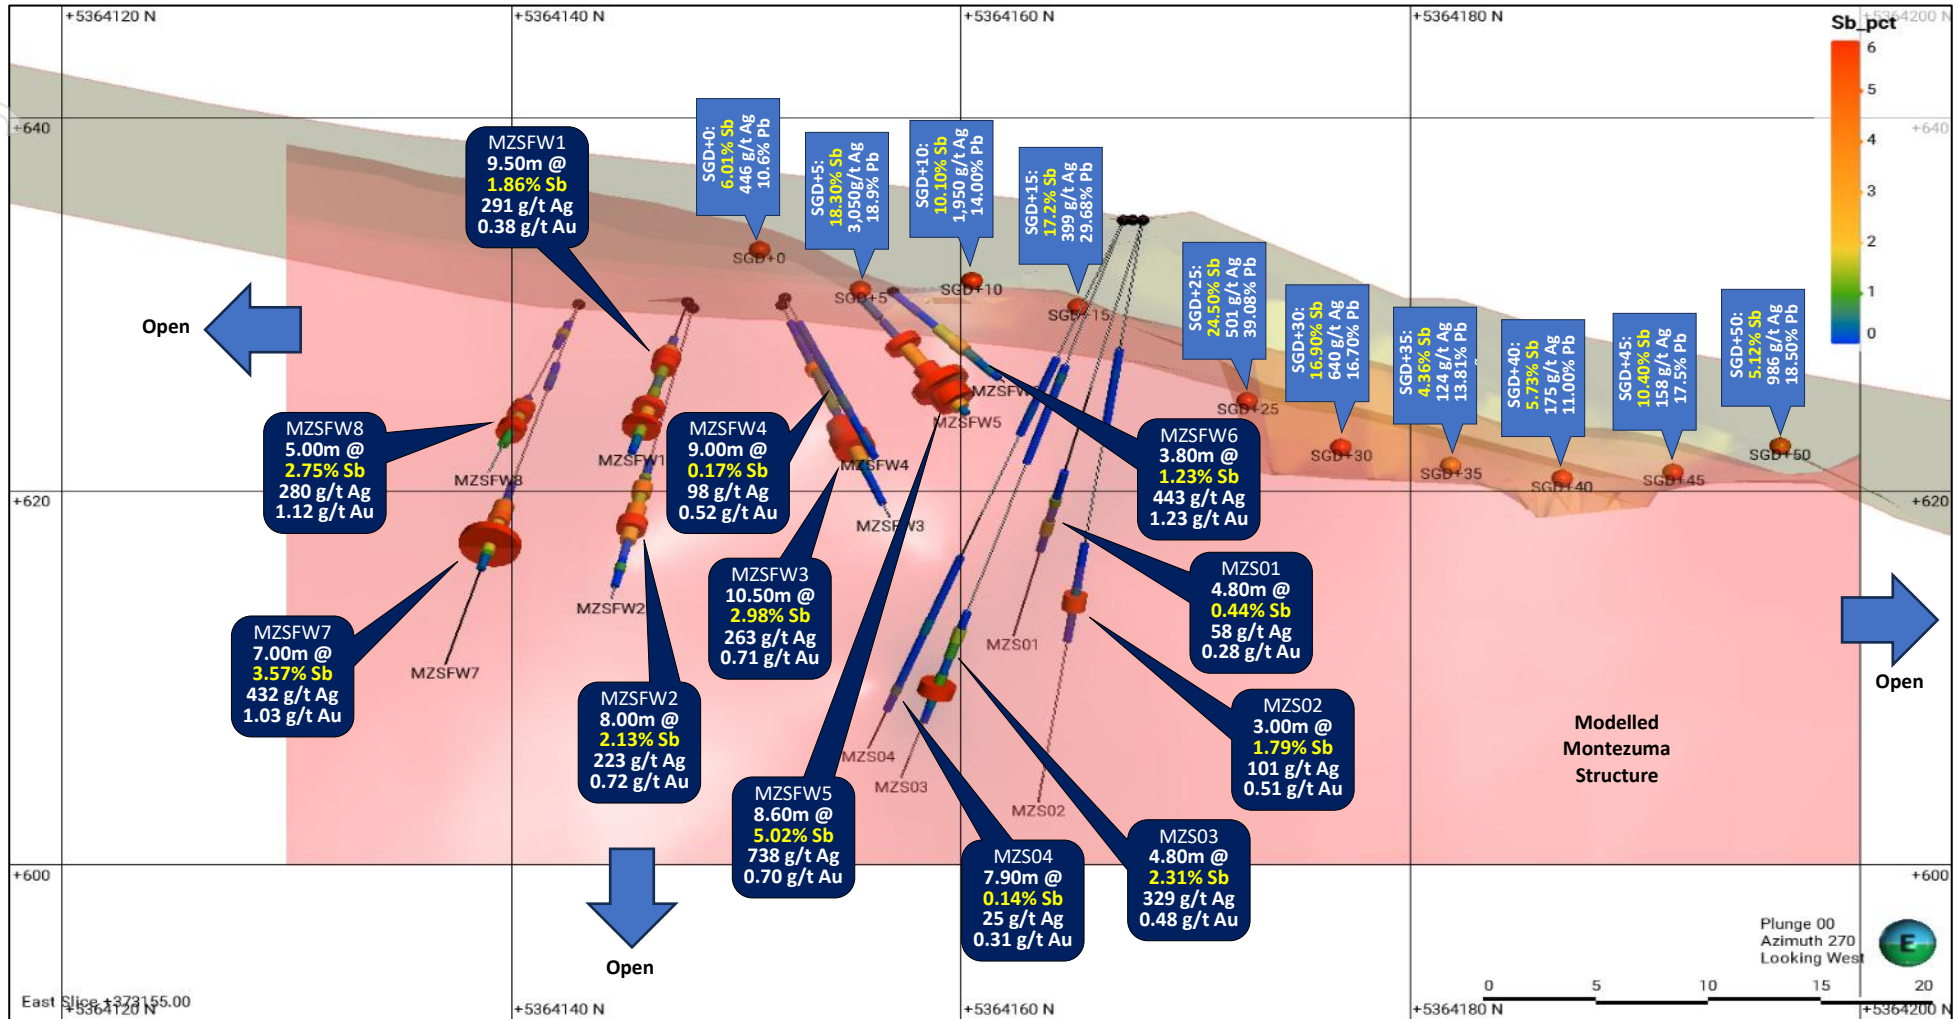 +5364120 N
+5364140 N
+5364160 N
+5364180 N
+5364200 N
Sb_pct
6
5
4
3
2
1
0
+640
+640
MZSFW1
9.50m @
1.86% Sb
291 g/t Ag
0.38 g/t Au
SGD+0:
6.01% Sb
446 g/t Ag
10.6% Pb
SGD+5:
18.30% Sb
3,050g/t Ag
18.9% Pb
SGD+10:
10.10% Sb
1,950 g/t Ag
14.00% Pb
SGD+15:
17.2% Sb
399 g/t Ag
29.68% Pb
SGD+25:
24.50% Sb
501 g/t Ag
39.08% Pb
SGD+30:
16.90% Sb
640 g/t Ag
16.70% Pb
SGD+35:
4.36% Sb
124 g/t Ag
13.81% Pb
SGD+40:
5.73% Sb
175 g/t Ag
11.00% Pb
SGD+45:
10.40% Sb
158 g/t Ag
17.5% Pb
SGD+50:
5.12% Sb
986 g/t Ag
18.50% Pb
SGD+0
SGD+5
SGD+10
SGD+15
SGD+25
SGD+30
SGD+35
SGD+40
SGD+45
SGD+50
Open
MZSFW5
MZSFW1
MZSFW4
MZSFW8
MZSFW3
MZSFW8
5.00m @
2.75% Sb
280 g/t Ag
1.12 g/t Au
MZSFW4
9.00m @
0.17% Sb
98 g/t Ag
0.52 g/t Au
MZSFW6
3.80m @
1.23% Sb
443 g/t Ag
1.23 g/t Au
+620
+620
MZSFW2
MZS01
MZSFW7
MZS04
MZS03
MZS02
MZSFW3
10.50m @
2.98% Sb
263 g/t Ag
0.71 g/t Au
MZS01
4.80m @
0.44% Sb
58 g/t Ag
0.28 g/t Au
MZSFW7
7.00m @
3.57% Sb
432 g/t Ag
1.03 g/t Au
MZSFW2
8.00m @
2.13% Sb
223 g/t Ag
0.72 g/t Au
MZS02
3.00m @
1.79% Sb
101 g/t Ag
0.51 g/t Au
Open
Modelled
Montezuma
Structure
MZSFW5
8.60m @
5.02% Sb
738 g/t Ag
0.70 g/t Au
MZS04
7.90m @
0.14% Sb
25 g/t Ag
0.31 g/t Au
MZS03
4.80m @
2.31% Sb
329 g/t Ag
0.48 g/t Au
+600
+600
Open
Plunge 00
Azimuth 270
Looking West
E
0
5
10
15
20
East Slice +373155.00
+5364120 N
+5364140 N
+5364160 N
+5364180 N
+5364200 N